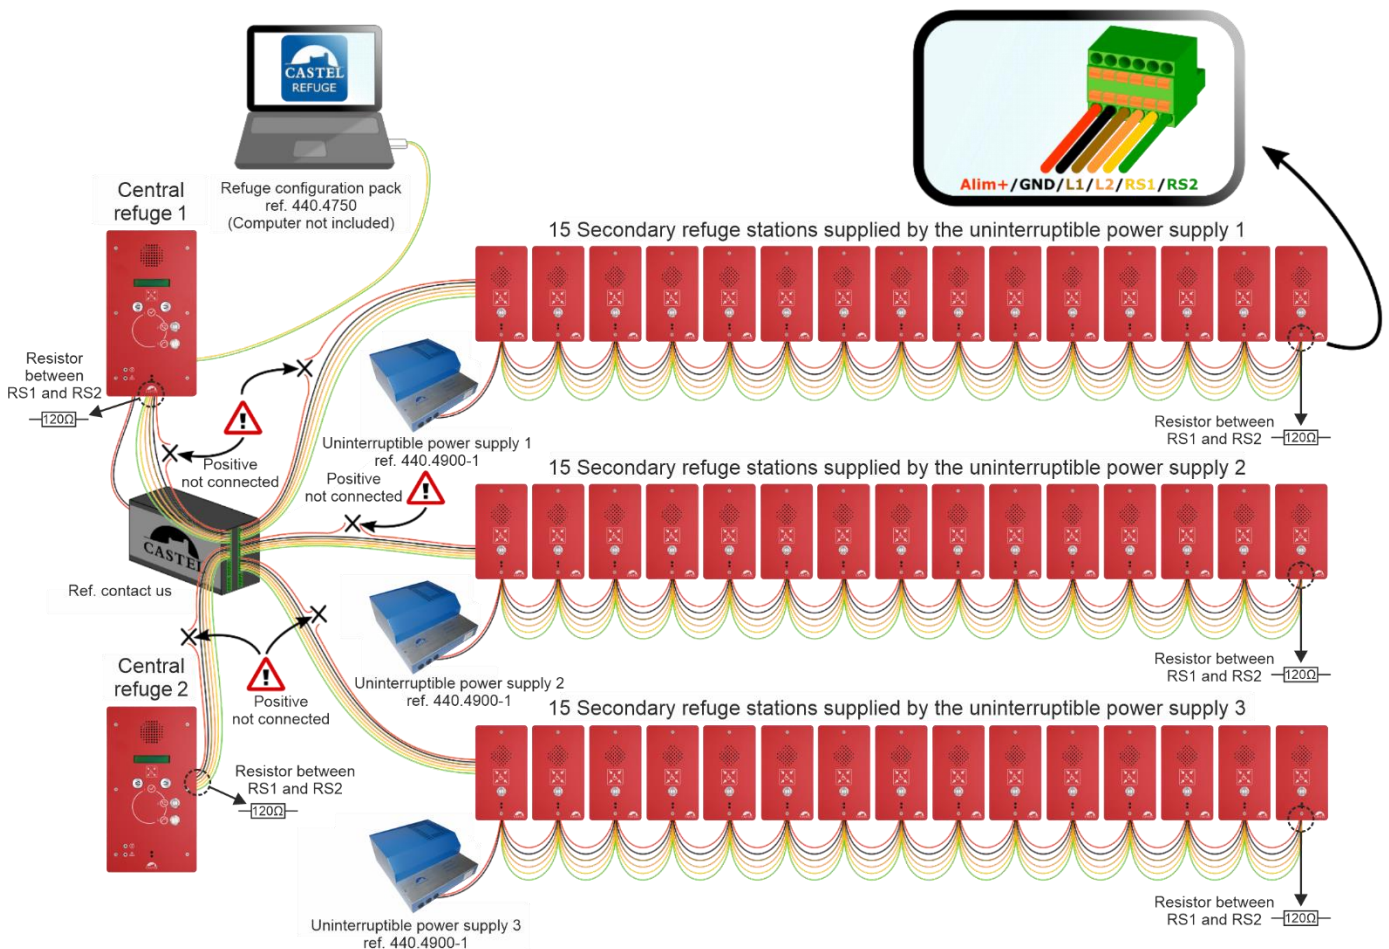 CASTEL
REFUGE
Refuge configuration pack
ref. 440.4750
(Computer not included)
Alim+/GND/L1/L2/RS1/RS2
Central
refuge 1
15 Secondary refuge stations supplied by the uninterruptible power supply 1
Resistor
between
RS1 and RS2
120Ω
Positive
not connected
Uninterruptible power supply 1
ref. 440.4900-1
Resistor between
RS1 and RS2
120Ω
15 Secondary refuge stations supplied by the uninterruptible power supply 2
Positive
not connected
CASTEL
Ref. contact us
Uninterruptible power supply 2
ref. 440.4900-1
Resistor between
RS1 and RS2
120Ω
Central
refuge 2
Positive
not connected
15 Secondary refuge stations supplied by the uninterruptible power supply 3
Resistor between
RS1 and RS2
120Ω
Uninterruptible power supply 3
ref. 440.4900-1
Resistor between
RS1 and RS2
120Ω